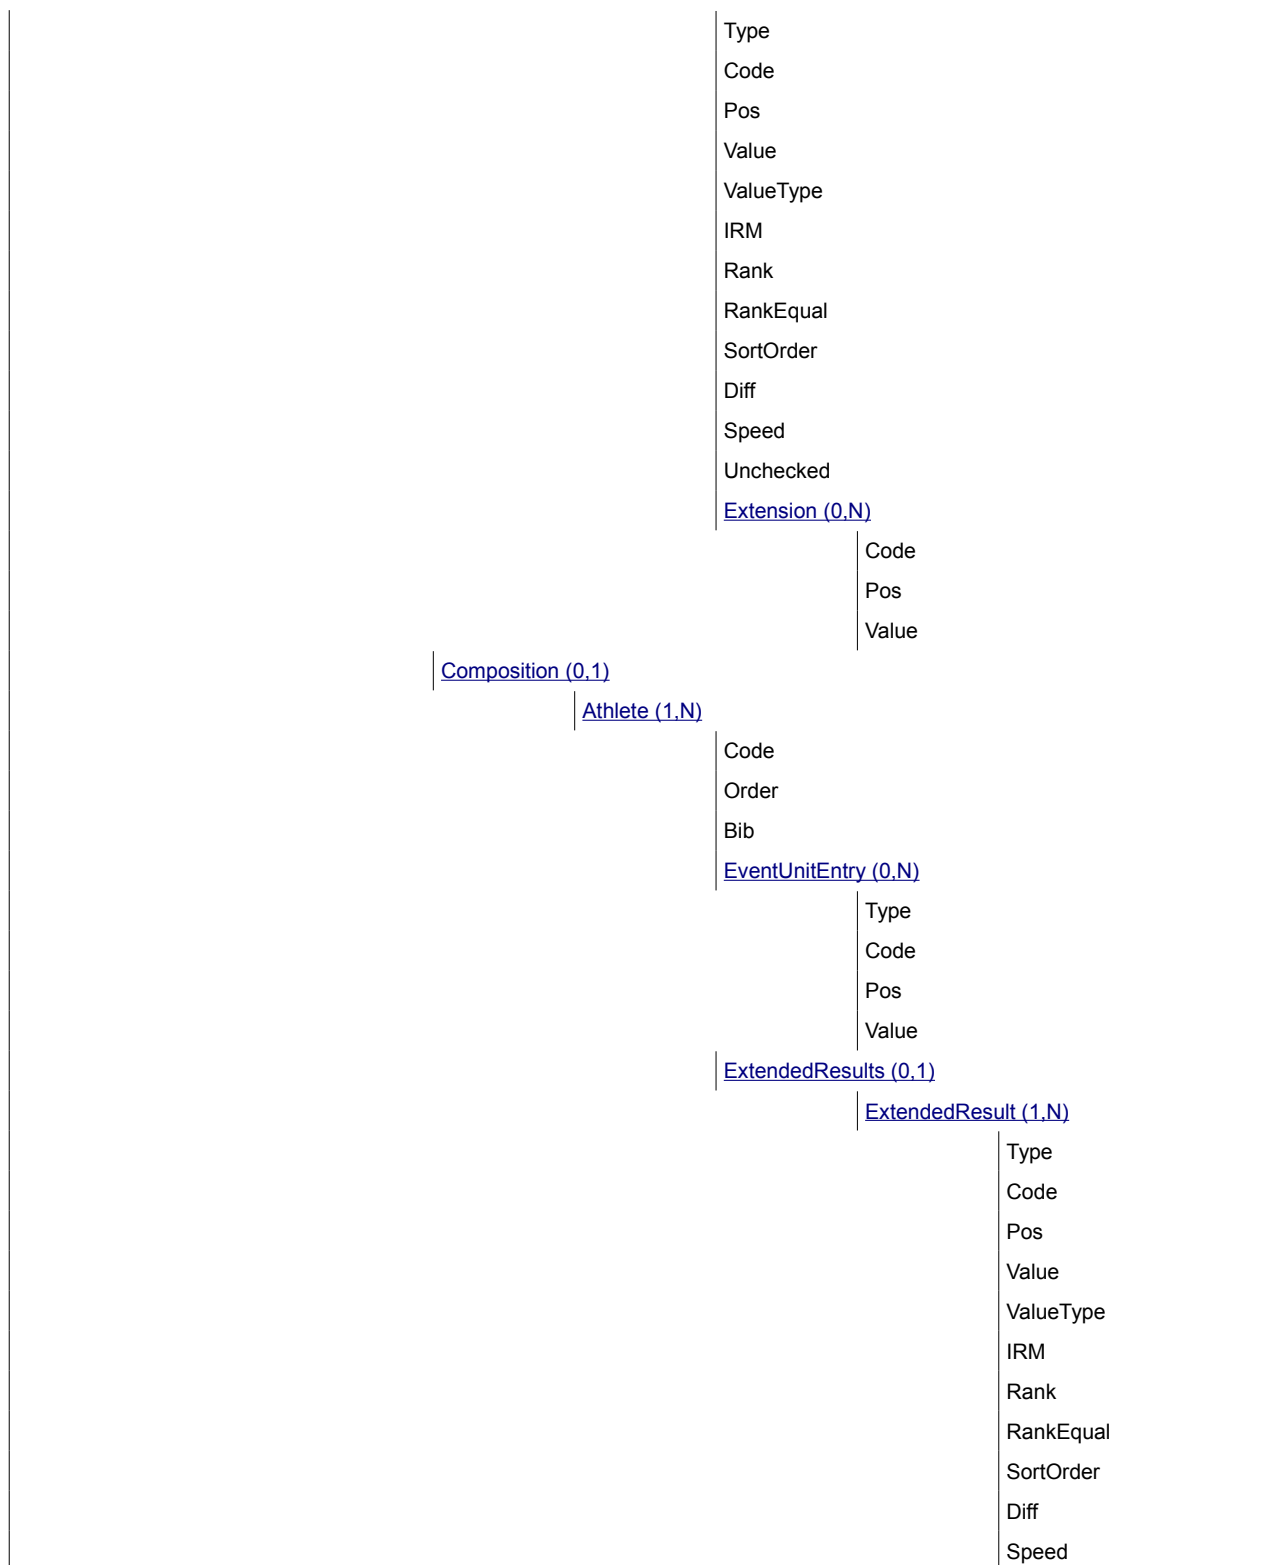 Type
Code
Pos
Value
ValueType
IRM
Rank
RankEqual
SortOrder
Diff
Speed
Unchecked
Extension (0,N)
Code
Pos
Value
Composition (0,1)
Athlete (1,N)
Code
Order
Bib
EventUnitEntry (0,N)
Type
Code
Pos
Value
ExtendedResults (0,1)
ExtendedResult (1,N)
Type
Code
Pos
Value
ValueType
IRM
Rank
RankEqual
SortOrder
Diff
Speed